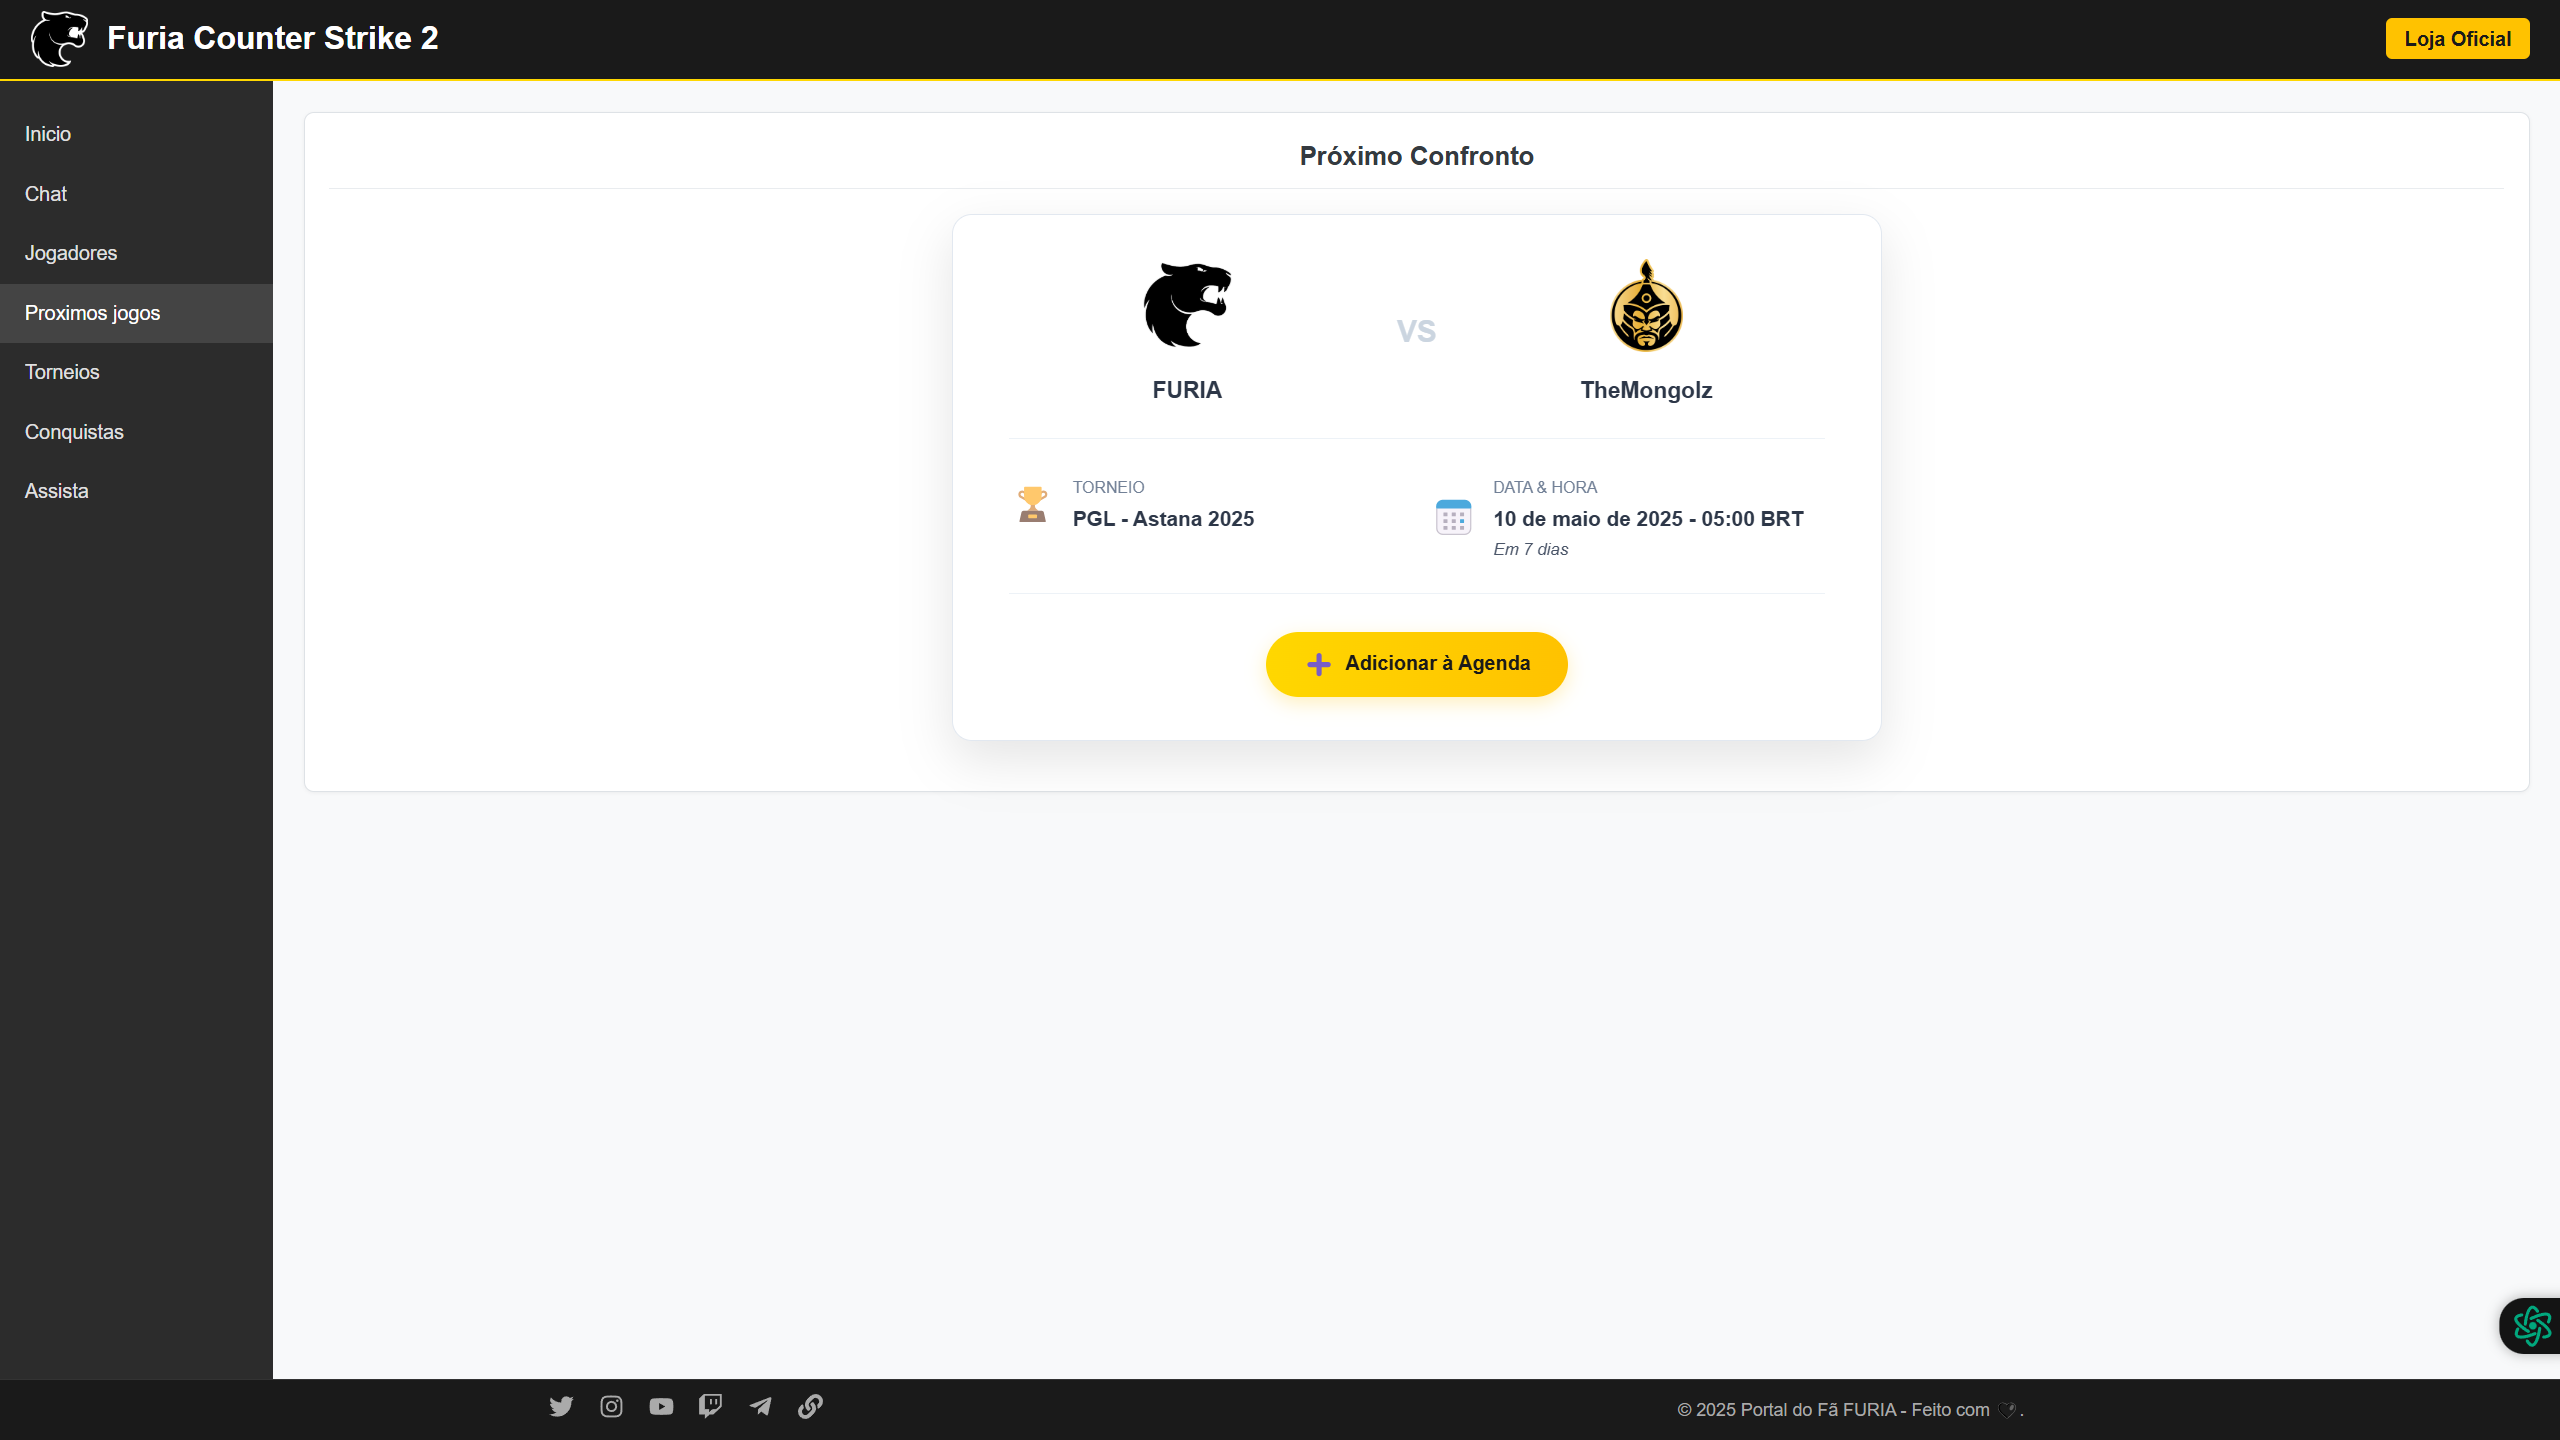 Furia Counter Strike 2
Loja Oficial
Inicio
Chat
Jogadores
Proximos jogos
Torneios
Conquistas
Assista
Próximo Confronto
FURIA
VS
TheMongolz
TORNEIO
PGL - Astana 2025
DATA & HORA
10 de maio de 2025 - 05:00 BRT
Em 7 dias
Adicionar à Agenda
© 2025 Portal do Fã FURIA - Feito com 🖤.